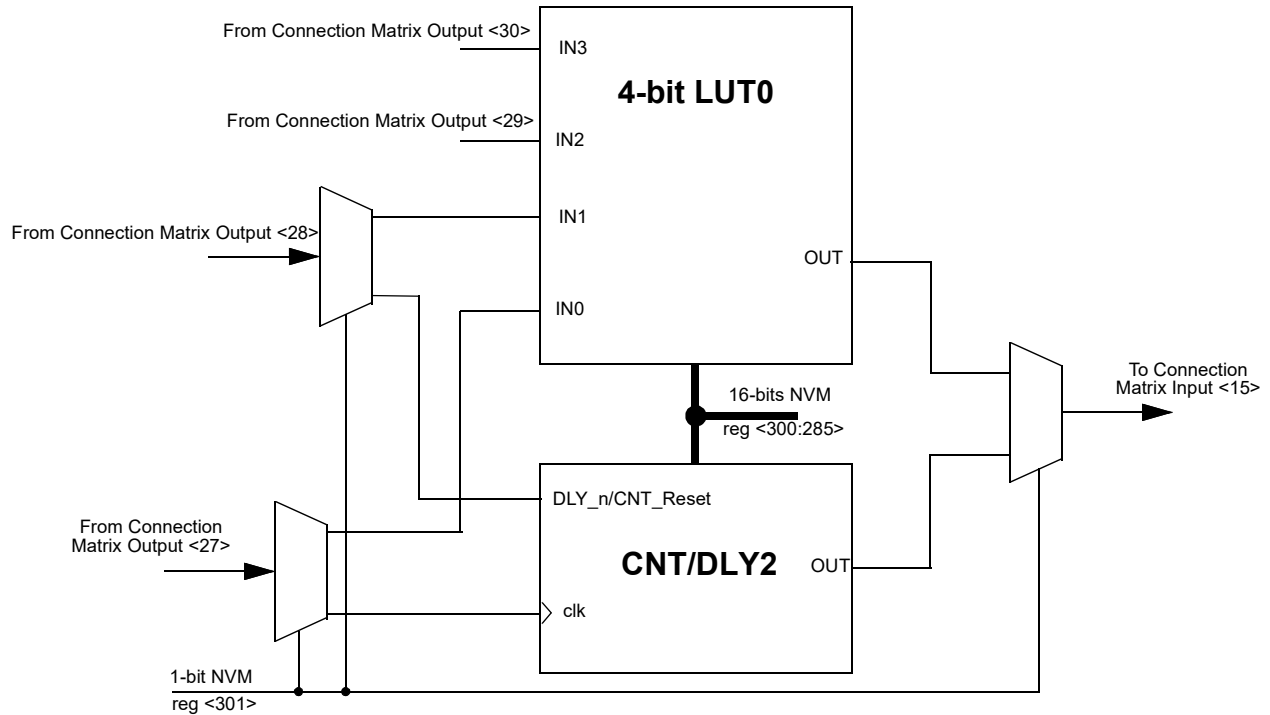 From Connection Matrix Output <30>
IN3
4-bit LUT0
From Connection Matrix Output <29>
IN2
IN1
From Connection Matrix Output <28>
OUT
IN0
To Connection
Matrix Input <15>
16-bits NVM
reg <300:285>
DLY_n/CNT_Reset
From Connection
Matrix Output <27>
CNT/DLY2
OUT
clk
1-bit NVM
reg <301>